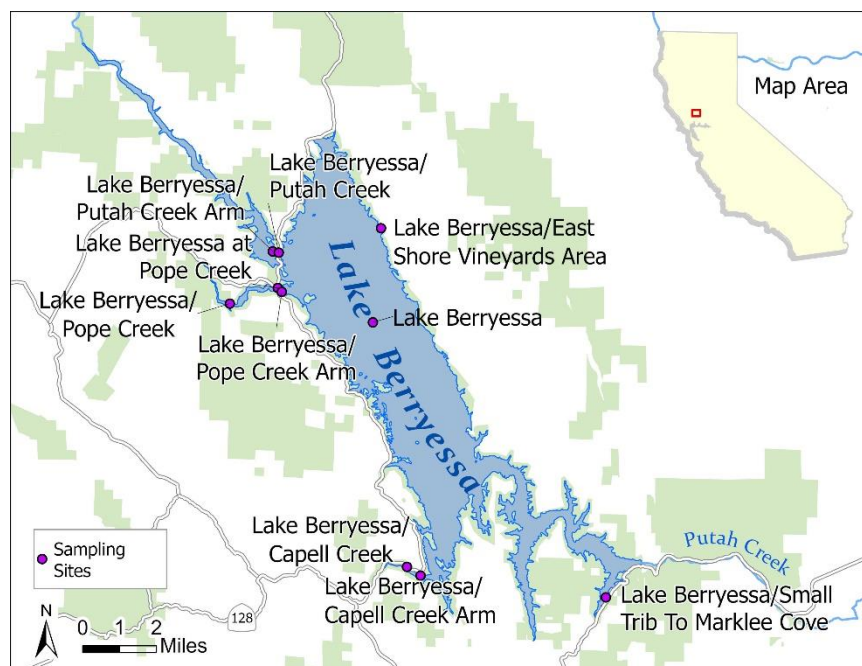 Map Area
Lake Berryessa/
Putah Creek
Lake Berryessa/
Putah Creek Arm
Lake Berryessa at
Pope Creek
Lake Berryessa/
Pope Creek
Lake Berryessa/
Pope Creek Arm
Lake Berryessa/East
Shore Vineyards Area
Lake Berryessa
Lake Berryessa
Lake Berryessa/
Capell Creek
Lake Berryessa/
Capell Creek Arm
Putah Creek
Lake Berryessa/Small
Trib To Marklee Cove
Sampling
Sites
N
0 1 2
Miles
128